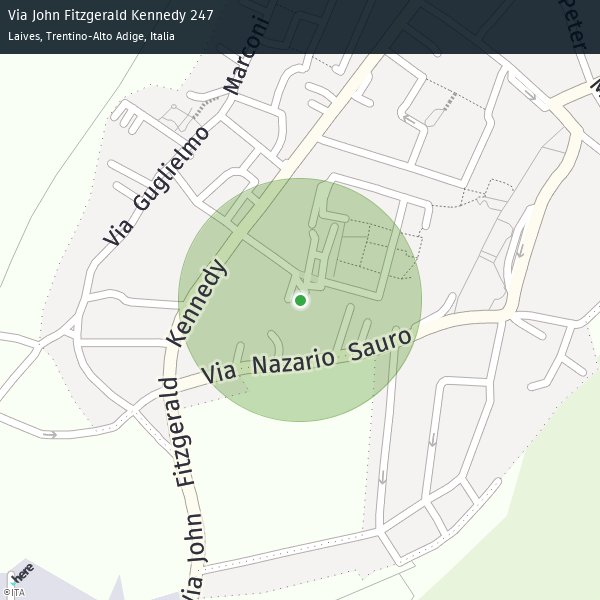 Via John Fitzgerald Kennedy 247
Laives, Trentino-Alto Adige, Italia
Marconi
Peter
Via Guglielmo
Kennedy
Via Nazario Sauro
Fitzgerald
Via John
here
©ITA